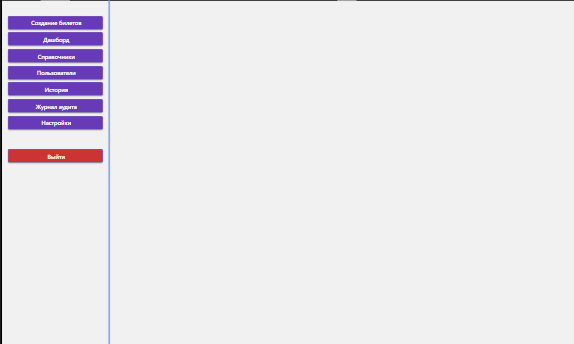 Создание билетов
Дашборд
Справочники
Пользователи
История
Журнал аудита
Настройки
Выйти